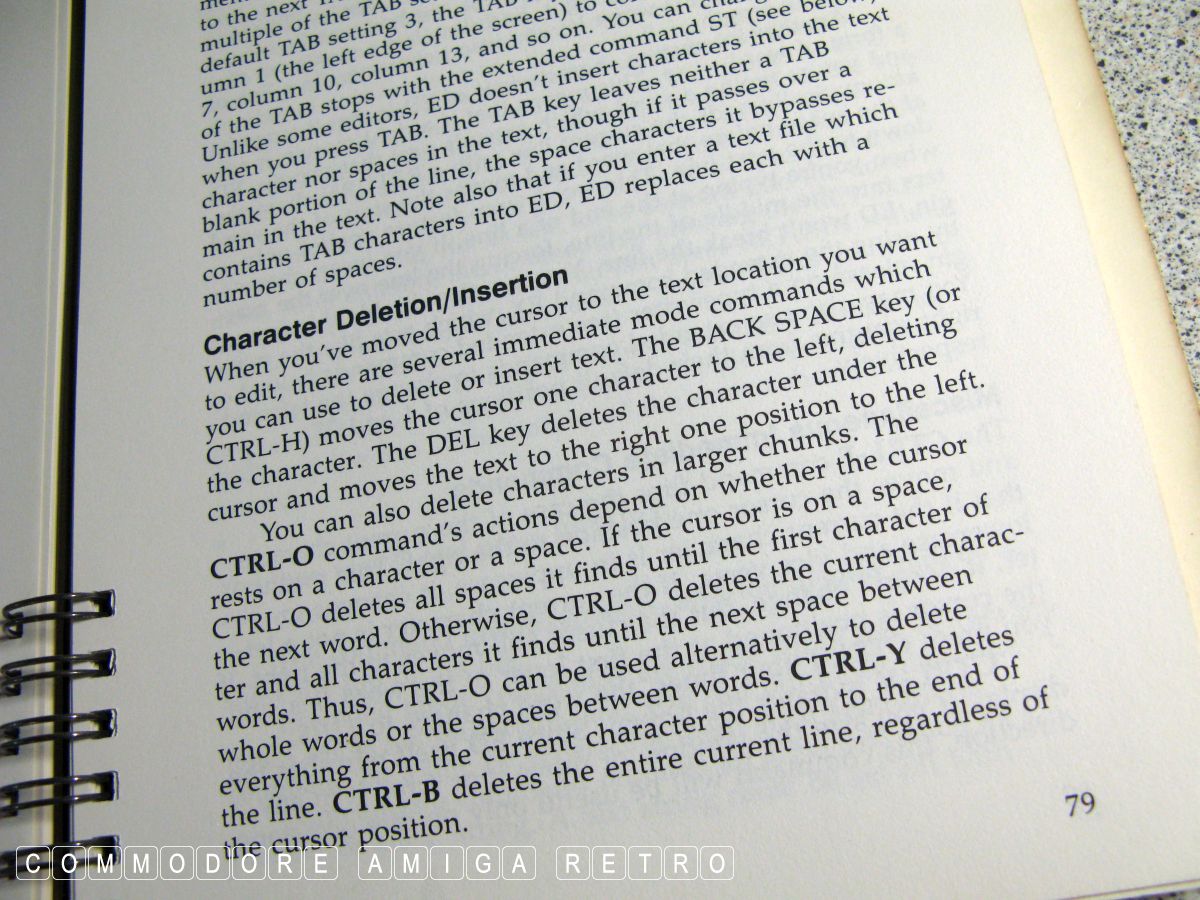 to the next
multiple of the TAB
default TAB setting 3, the TAB
umn 1 (the left edge of the screen) to
7, column 10, column 13, and so on. You can
of the TAB stops with the extended command ST (see below)
Unlike some editors, ED doesn't insert characters into the text
when you press TAB. The TAB key leaves neither a TAB
character nor spaces in the text, though if it passes over a
blank portion of the line, the space characters it bypasses re-
main in the text. Note also that if you enter a text file which
contains TAB characters into ED, ED replaces each with a
number of spaces.
Character Deletion/Insertion
When you've moved the cursor to the text location you want
to edit, there are several immediate mode commands which
you can use to delete or insert text. The BACK SPACE key (or
CTRL-H) moves the cursor one character to the left, deleting
the character. The DEL key deletes the character under the
cursor and moves the text to the right one position to the left.
You can also delete characters in larger chunks. The
CTRL-O command's actions depend on whether the cursor
rests on a character or a space. If the cursor is on a space,
CTRL-O deletes all spaces it finds until the first character of
the next word. Otherwise, CTRL-O deletes the current charac-
ter and all characters it finds until the next space between
words. Thus, CTRL-O can be used alternatively to delete
whole words or the spaces between words. CTRL-Y deletes
everything from the current character position to the end of
the line. CTRL-B deletes the entire current line, regardless of
the cursor position.
79
COMMODORE AMIGA RETRO